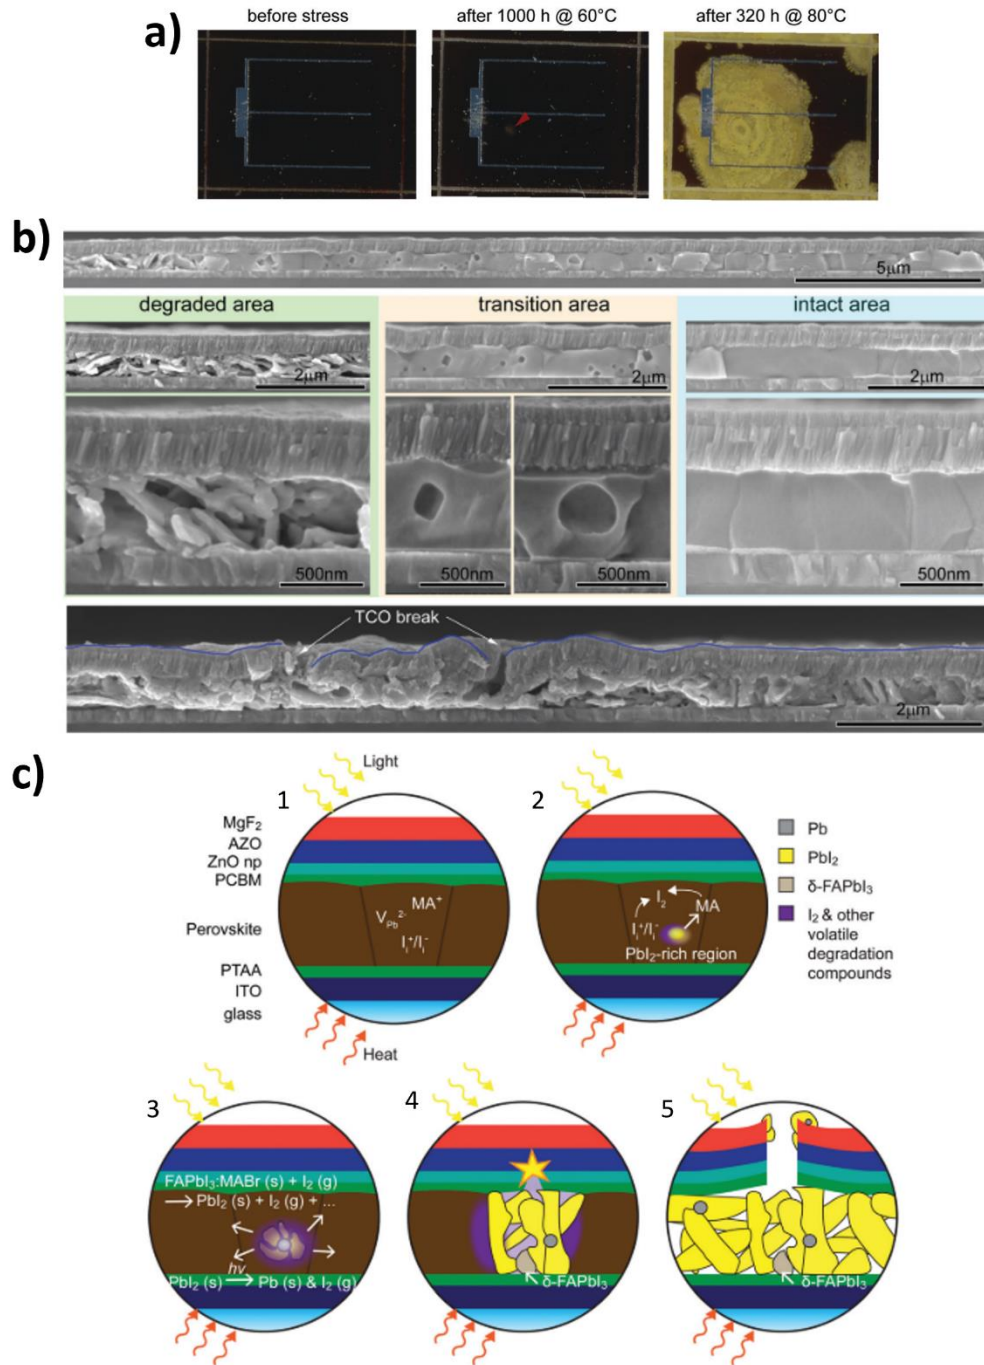 a)
before stress
after 1000 h @ 60°C
after 320 h @ 80°C
b)
5μm
degraded area
transition area
intact area
2μm
2μm
2μm
500nm
500nm
500nm
500nm
TCO break
2μm
c)
Light
1
MgF₂
AZO
ZnO np
PCBM
Perovskite
PTAA
ITO
glass
Heat
V_Pb²⁻
MA⁺
Iᵢ⁺/Iᵢ⁻
2
I₂
MA
Iᵢ⁺/Iᵢ⁻
PbI₂-rich region
Pb
PbI₂
δ-FAPbI₃
I₂ & other
volatile
degradation
compounds
3
FAPbI₃:MABr (s) + I₂ (g)
→ PbI₂ (s) + I₂ (g) + ...
hv
PbI₂ (s) → Pb (s) & I₂ (g)
4
δ-FAPbI₃
5
δ-FAPbI₃